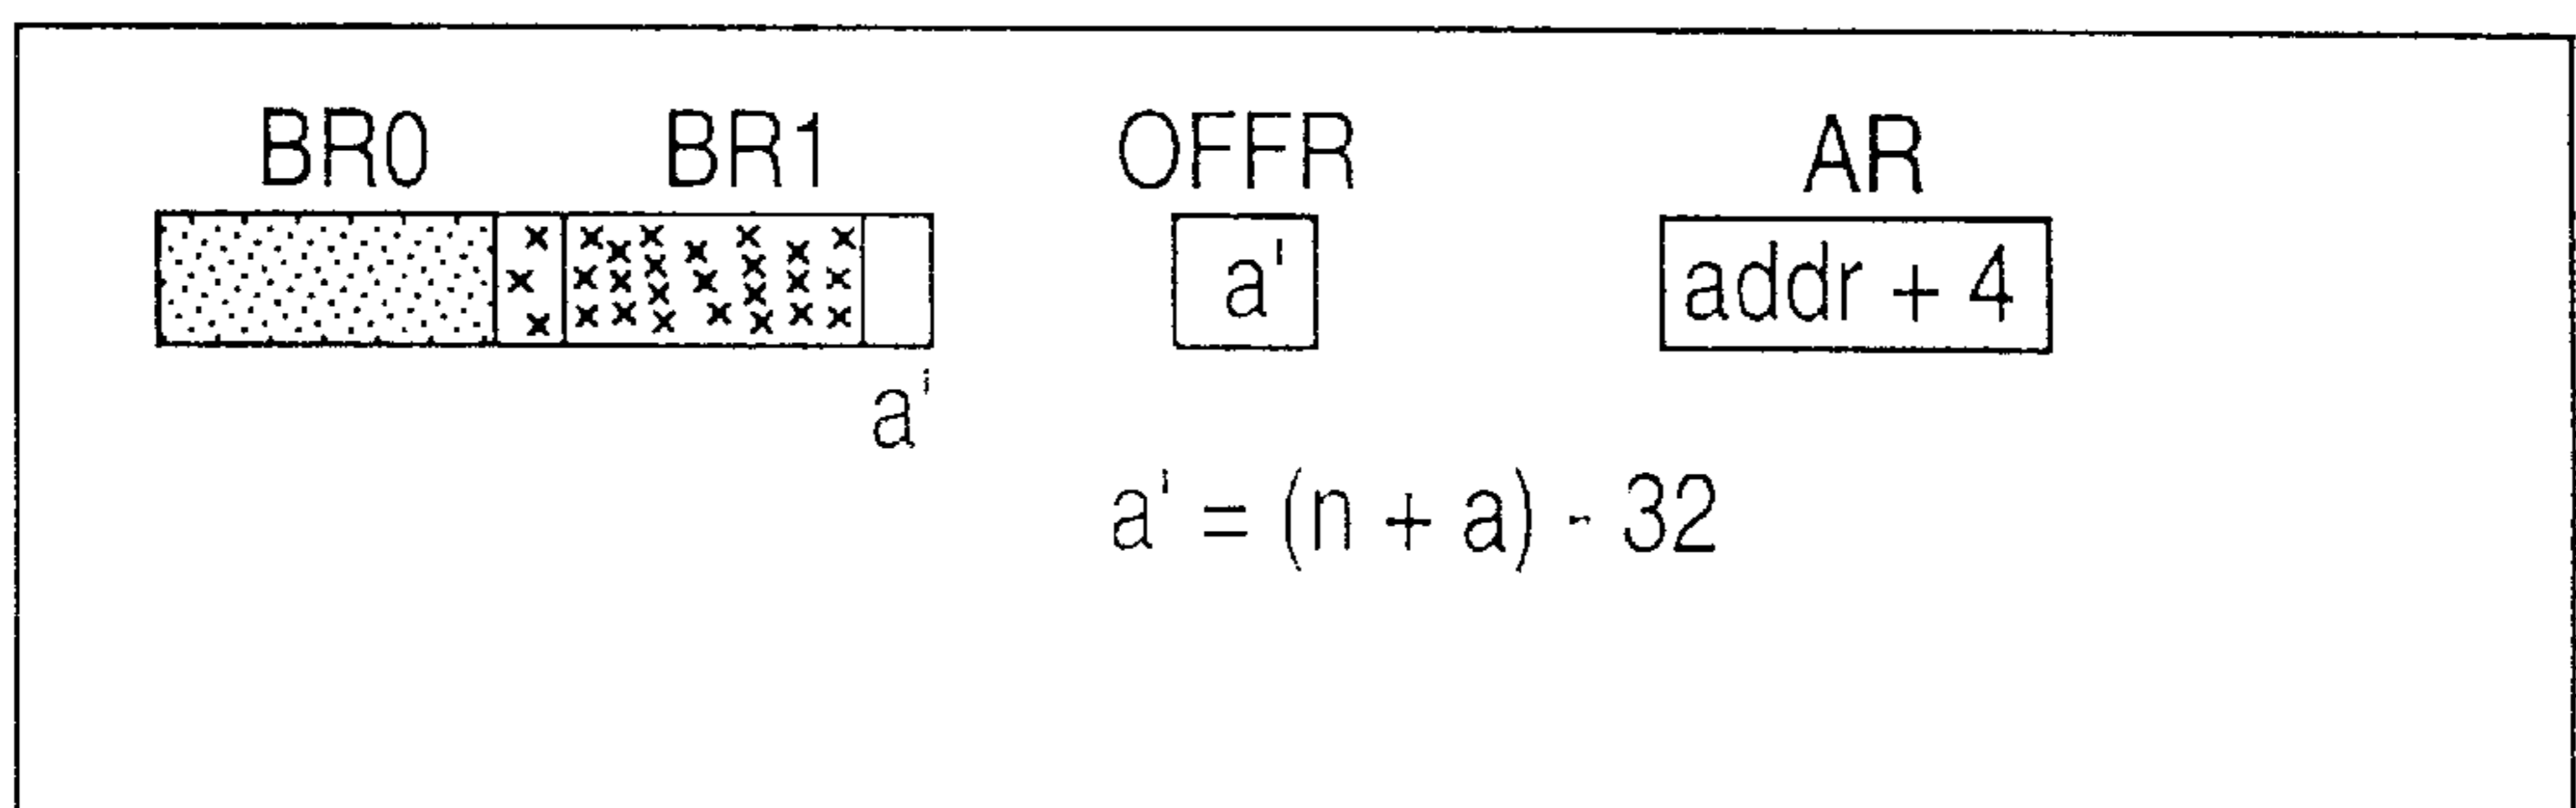 BR0 BR1 OFFR AR
a' addr + 4
a'
a' = (n + a) - 32